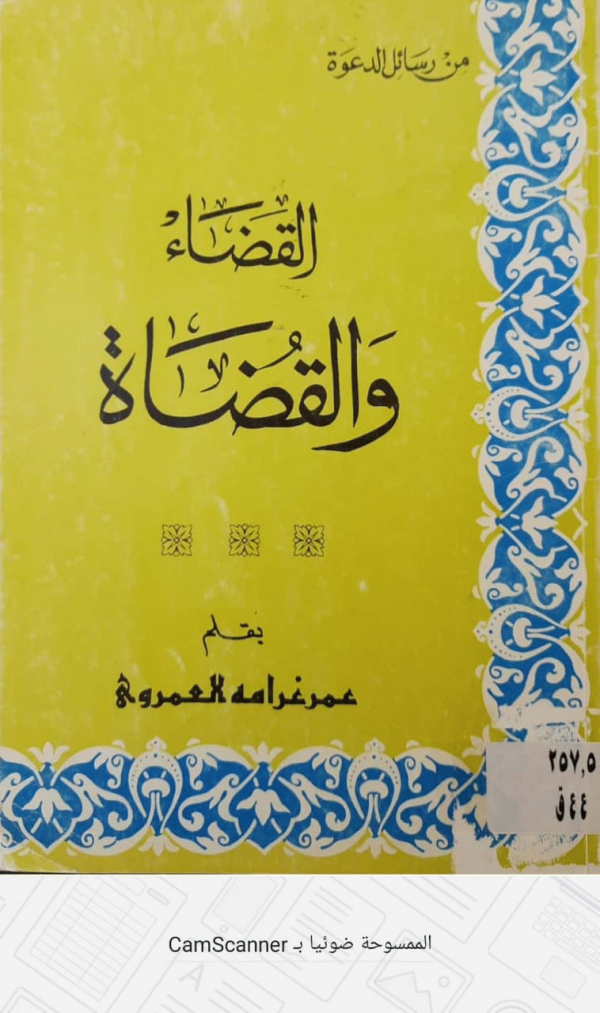 من رسائل الدعوة
القضاء
والقضاة
بقلم
عمر غرامه العمروي
٢٥٧,٥
٤٤ ق
الممسوحة ضوئيا بـ CamScanner